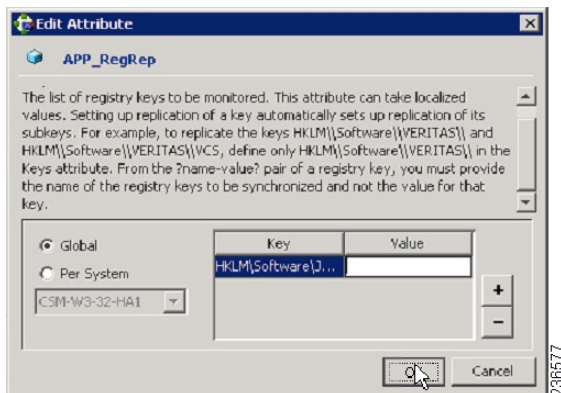 Edit Attribute
APP_RegRep
The list of registry keys to be monitored. This attribute can take localized
values. Setting up replication of a key automatically sets up replication of its
subkeys. For example, to replicate the keys HKLM\\Software\\VERITAS\\ and
HKLM\\Software\\VERITAS\\VCS, define only HKLM\\Software\\VERITAS\\ in the
Keys attribute. From the ?name-value? pair of a registry key, you must provide
the name of the registry keys to be synchronized and not the value for that
key.
Global
Per System
CSM-W3-32-HA1
Key Value
HKLM\Software\J...
+
-
Cancel
236577